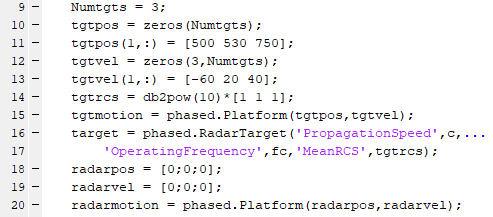 9 - Numtgts = 3;
10 - tgtpos = zeros(Numtgts);
11 - tgtpos(1,:) = [500 530 750];
12 - tgtvel = zeros(3,Numtgts);
13 - tgtvel(1,:) = [-60 20 40];
14 - tgtrcs = db2pow(10)*[1 1 1];
15 - tgtmotion = phased.Platform(tgtpos,tgtvel);
16 - target = phased.RadarTarget('PropagationSpeed',c,...
17 'OperatingFrequency',fc,'MeanRCS',tgtrcs);
18 - radarpos = [0;0;0];
19 - radarvel = [0;0;0];
20 - radarmotion = phased.Platform(radarpos,radarvel);